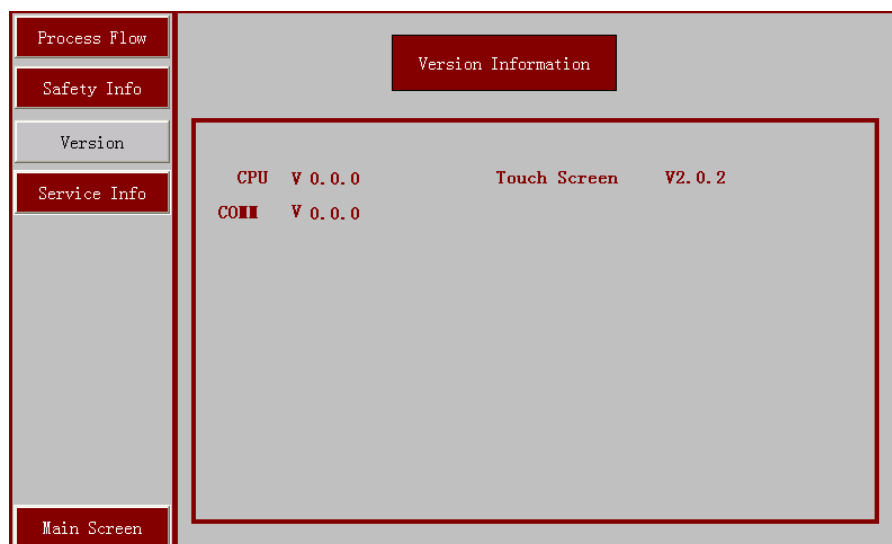 Process Flow
Safety Info
Version
Service Info
Main Screen
Version Information
CPU V 0.0.0 Touch Screen V2.0.2
COMM V 0.0.0